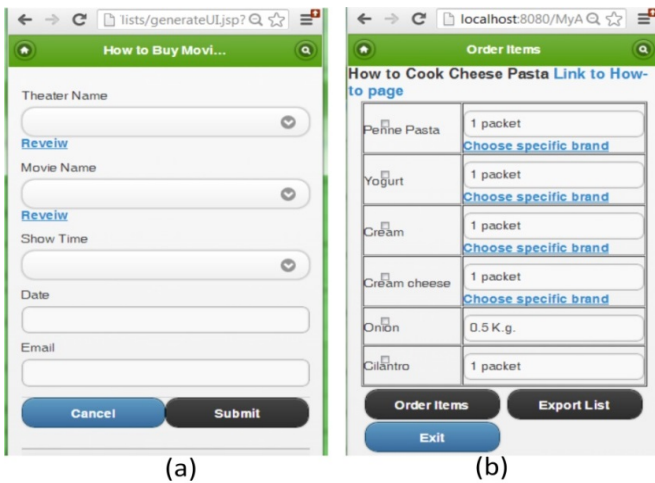 lists/generateUI.jsp?
How to Buy Movi...
Theater Name
Reveiw
Movie Name
Reveiw
Show Time
Date
Email
Cancel Submit
(a)
localhost:8080/MyA
Order Items
How to Cook Cheese Pasta Link to How-
to page
Penne Pasta 1 packet
Choose specific brand
Yogurt 1 packet
Choose specific brand
Cream 1 packet
Choose specific brand
Cream cheese 1 packet
Choose specific brand
Onion 0.5 K.g.
Cilantro 1 packet
Order Items Export List
Exit
(b)